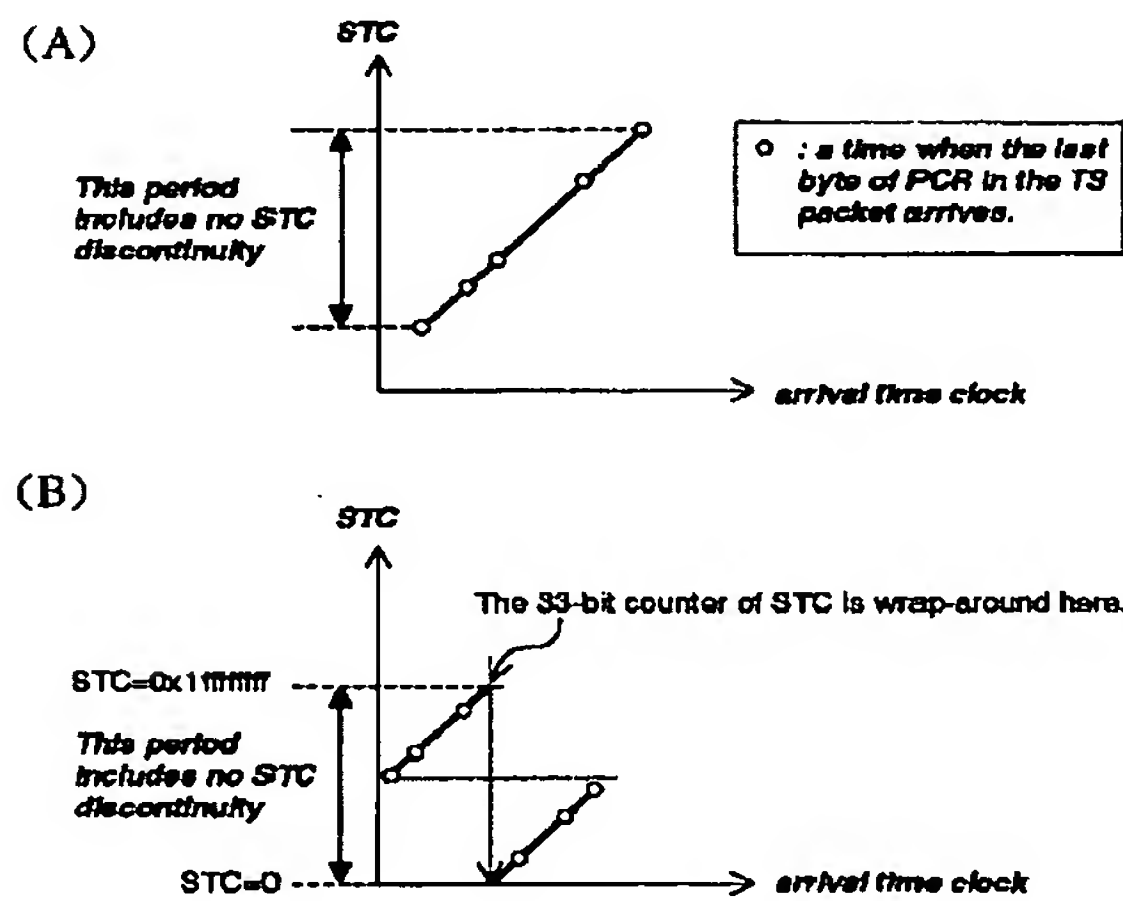 (A)
STC
This period
includes no STC
discontinuity
o : a time when the last
byte of PCR in the TS
packet arrives.
arrival time clock
(B)
STC
The 33-bit counter of STC is wrap-around here.
STC=0x1ffffffff
This period
includes no STC
discontinuity
STC=0
arrival time clock